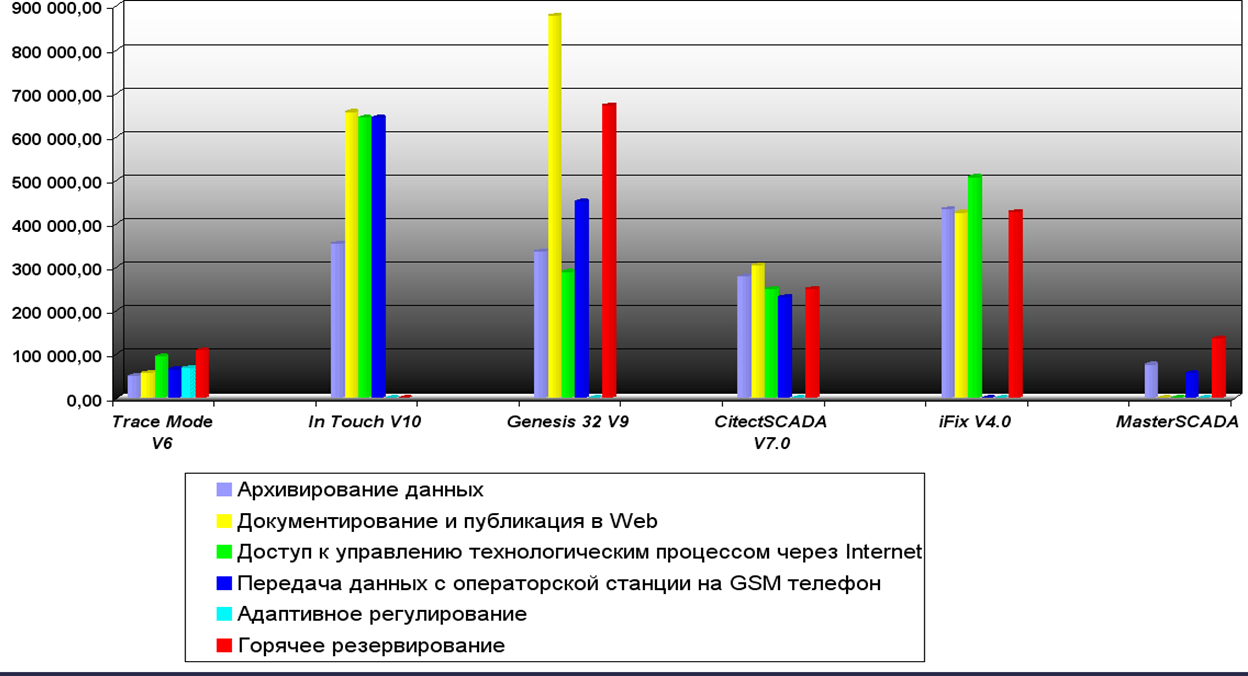 900 000,00
800 000,00
700 000,00
600 000,00
500 000,00
400 000,00
300 000,00
200 000,00
100 000,00
0,00
Trace Mode V6
In Touch V10
Genesis 32 V9
CitectSCADA V7.0
iFix V4.0
MasterSCADA
Архивирование данных
Документирование и публикация в Web
Доступ к управлению технологическим процессом через Internet
Передача данных с операторской станции на GSM телефон
Адаптивное регулирование
Горячее резервирование